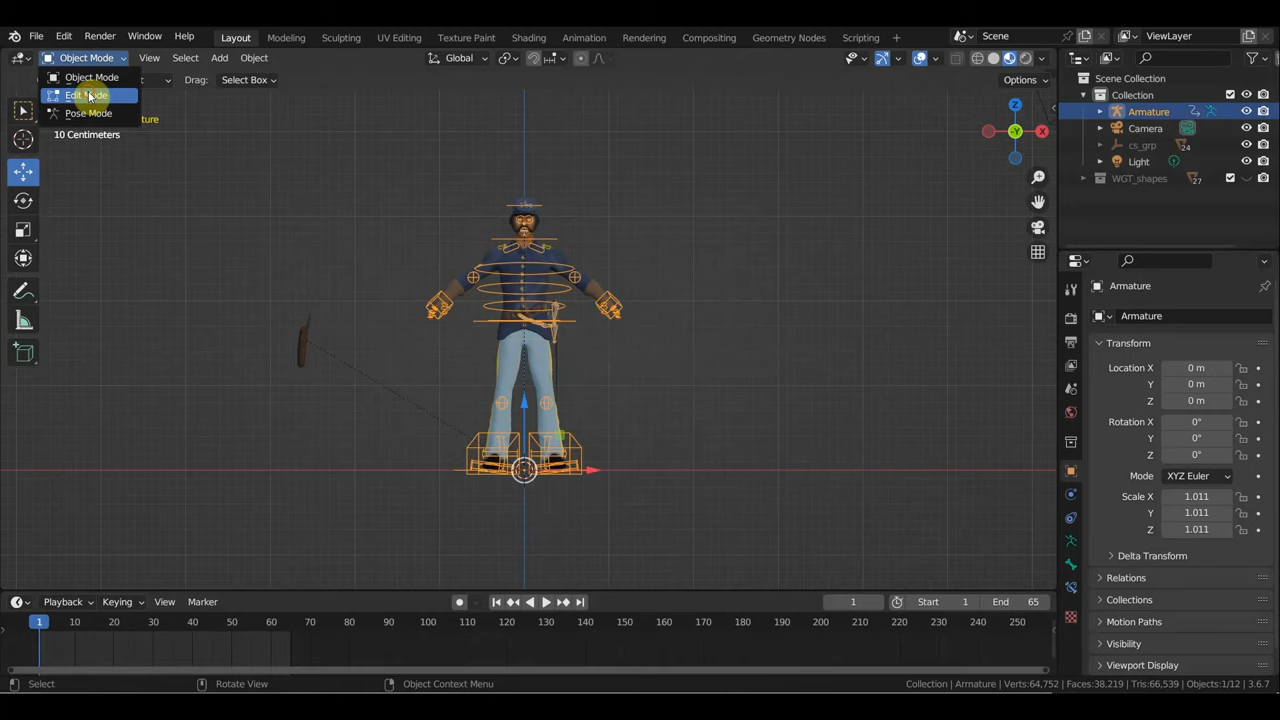 File Edit Render Window Help Layout Modeling Sculpting UV Editing Texture Paint Shading Animation Rendering Compositing Geometry Nodes Scripting + Scene ViewLayer
Object Mode View Select Add Object Global
Object Mode Drag: Select Box Options
Edit Mode
Pose Mode
10 Centimeters
X
-Y
Scene Collection
Collection
Armature
Camera
cs_grp 24
Light
WGT_shapes 27
Armature
Armature
Transform
Location X 0 m
Y 0 m
Z 0 m
Rotation X 0°
Y 0°
Z 0°
Mode XYZ Euler
Scale X 1.011
Y 1.011
Z 1.011
Delta Transform
Relations
Collections
Motion Paths
Visibility
Viewport Display
Playback Keying View Marker 1 Start 1 End 65
1 10 20 30 40 50 60 70 80 90 100 110 120 130 140 150 160 170 180 190 200 210 220 230 240 250
Select Rotate View Object Context Menu Collection | Armature | Verts:64,752 | Faces:38,219 | Tris:66,539 | Objects:1/12 | 3.6.7